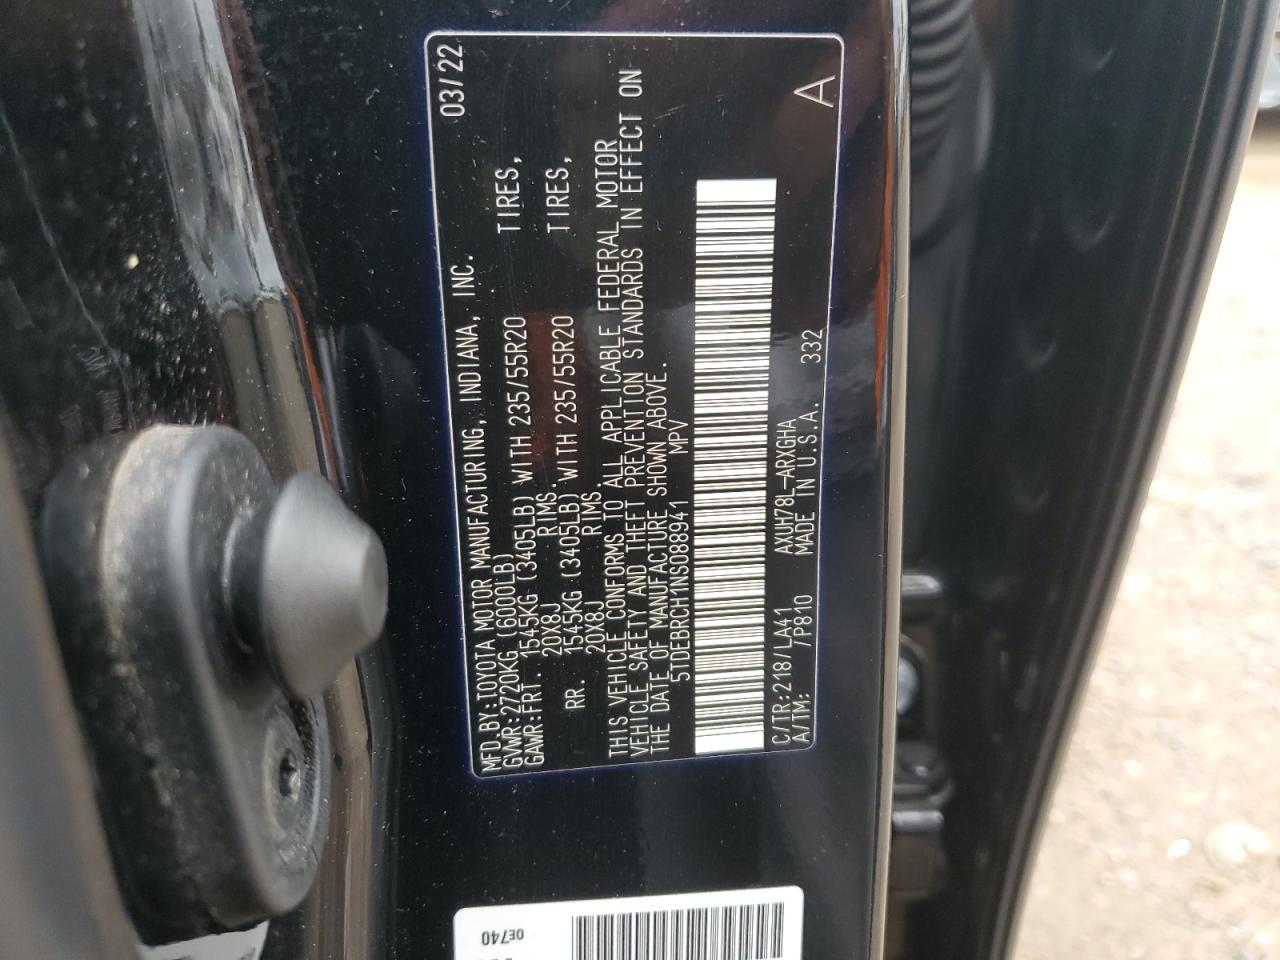 MFD.BY:TOYOTA MOTOR MANUFACTURING, INDIANA, INC. 03/22
GVWR:2720KG (6000LB)
GAWR:FRT. 1545KG (3405LB) WITH 235/55R20 TIRES,
20X8J RIMS.
RR. 1545KG (3405LB) WITH 235/55R20 TIRES,
20X8J RIMS.
THIS VEHICLE CONFORMS TO ALL APPLICABLE FEDERAL MOTOR
VEHICLE SAFETY AND THEFT PREVENTION STANDARDS IN EFFECT ON
THE DATE OF MANUFACTURE SHOWN ABOVE.
5TDEBRCH1NS088941 MPV
C/TR:218/LA41 AXUH78L-ARXGHA
A/TM: /P810 MADE IN U.S.A. 332 A
0E740